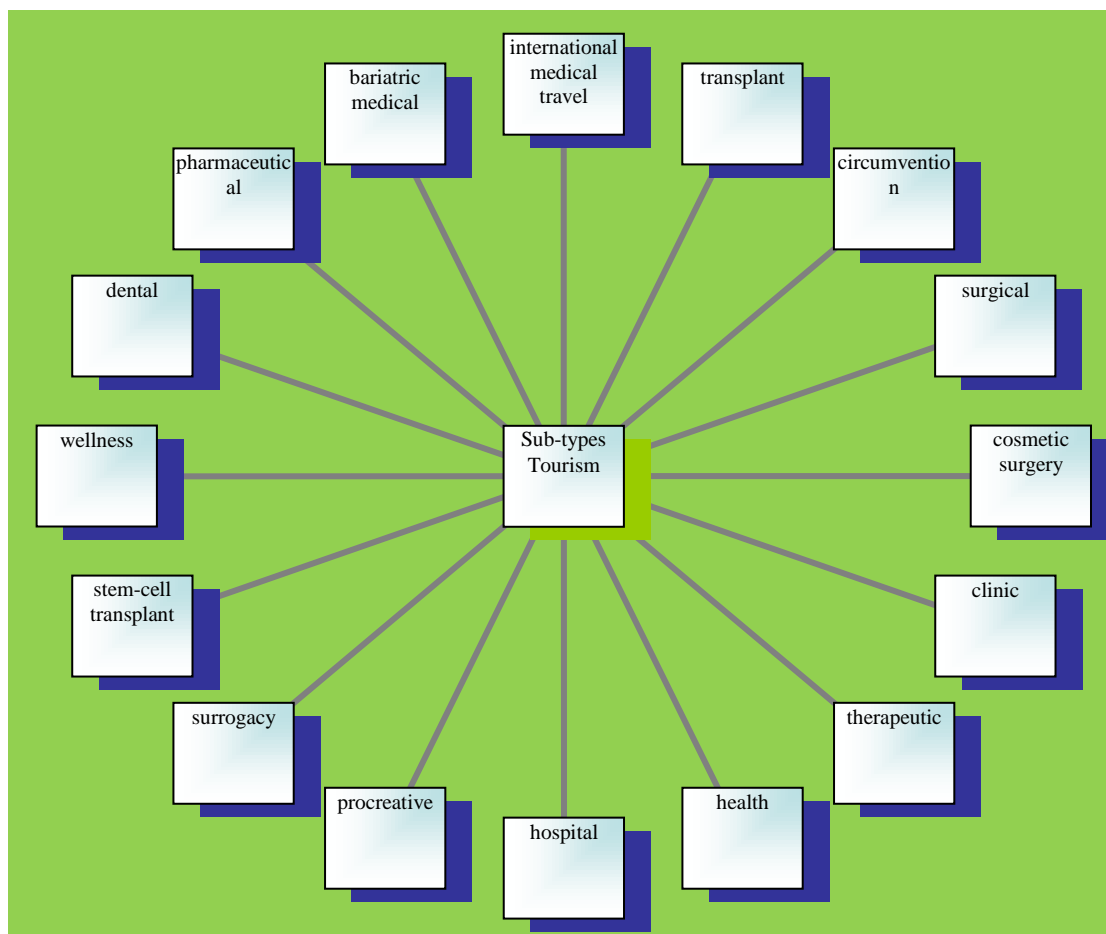 international
medical
travel
bariatric
medical
transplant
pharmaceutic
al
circumventio
n
dental
surgical
wellness
Sub-types
Tourism
cosmetic
surgery
stem-cell
transplant
clinic
surrogacy
therapeutic
procreative
health
hospital